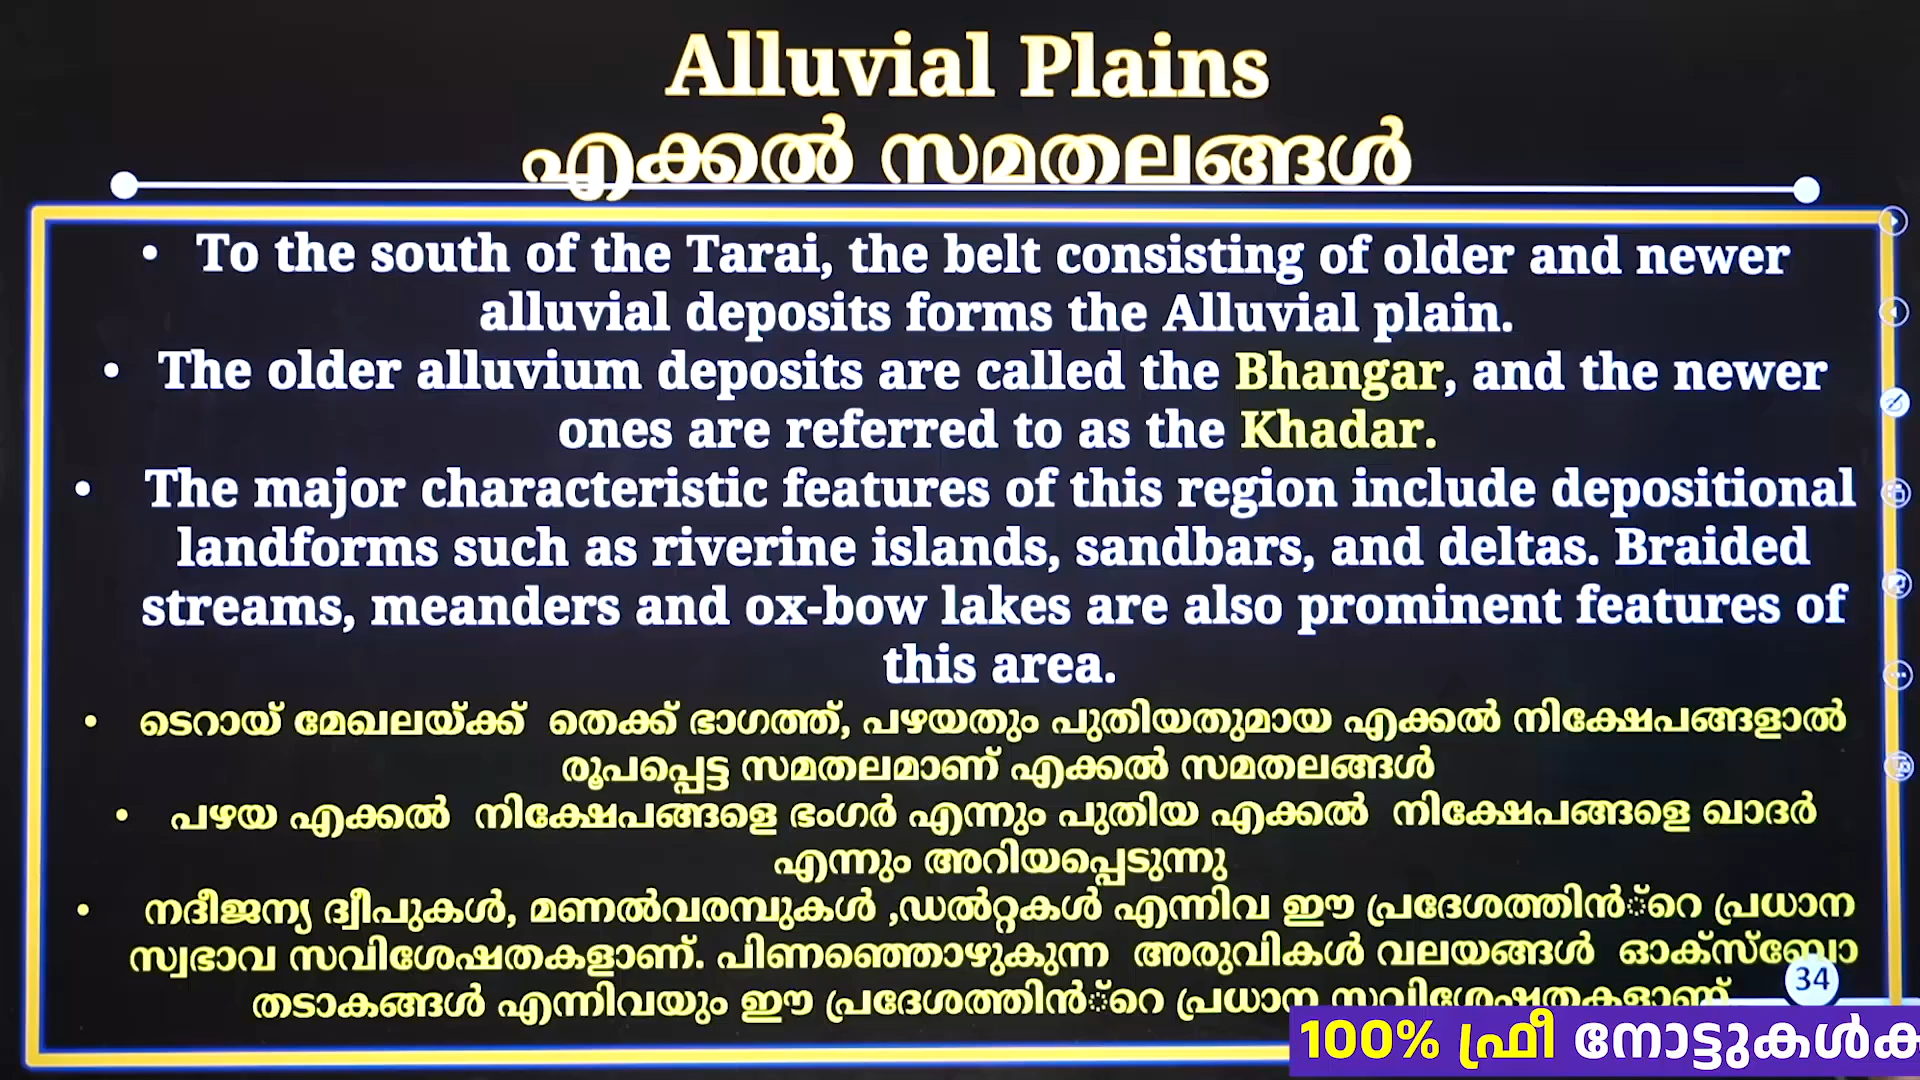 Alluvial Plains
എക്കൽ സമതലങ്ങൾ
• To the south of the Tarai, the belt consisting of older and newer
alluvial deposits forms the Alluvial plain.
• The older alluvium deposits are called the Bhangar, and the newer
ones are referred to as the Khadar.
• The major characteristic features of this region include depositional
landforms such as riverine islands, sandbars, and deltas. Braided
streams, meanders and ox-bow lakes are also prominent features of
this area.
• ടെറായ് മേഖലയ്ക്ക് തെക്ക് ഭാഗത്ത്, പഴയതും പുതിയതുമായ എക്കൽ നിക്ഷേപങ്ങളാൽ
രൂപപ്പെട്ട സമതലമാണ് എക്കൽ സമതലങ്ങൾ
• പഴയ എക്കൽ നിക്ഷേപങ്ങളെ ഭംഗർ എന്നും പുതിയ എക്കൽ നിക്ഷേപങ്ങളെ ഖാദർ
എന്നും അറിയപ്പെടുന്നു
• നദീജന്യ ദ്വീപുകൾ, മണൽവരമ്പുകൾ ,ഡൽറ്റകൾ എന്നിവ ഈ പ്രദേശത്തിൻ്റെ പ്രധാന
സ്വഭാവ സവിശേഷതകളാണ്. പിണഞ്ഞൊഴുകുന്ന അരുവികൾ വലയങ്ങൾ ഓക്സ്ബോ
തടാകങ്ങൾ എന്നിവയും ഈ പ്രദേശത്തിൻ്റെ പ്രധാന സവിശേഷതകളാണ്
34
100% ഫ്രീ നോട്ടുകൾക്